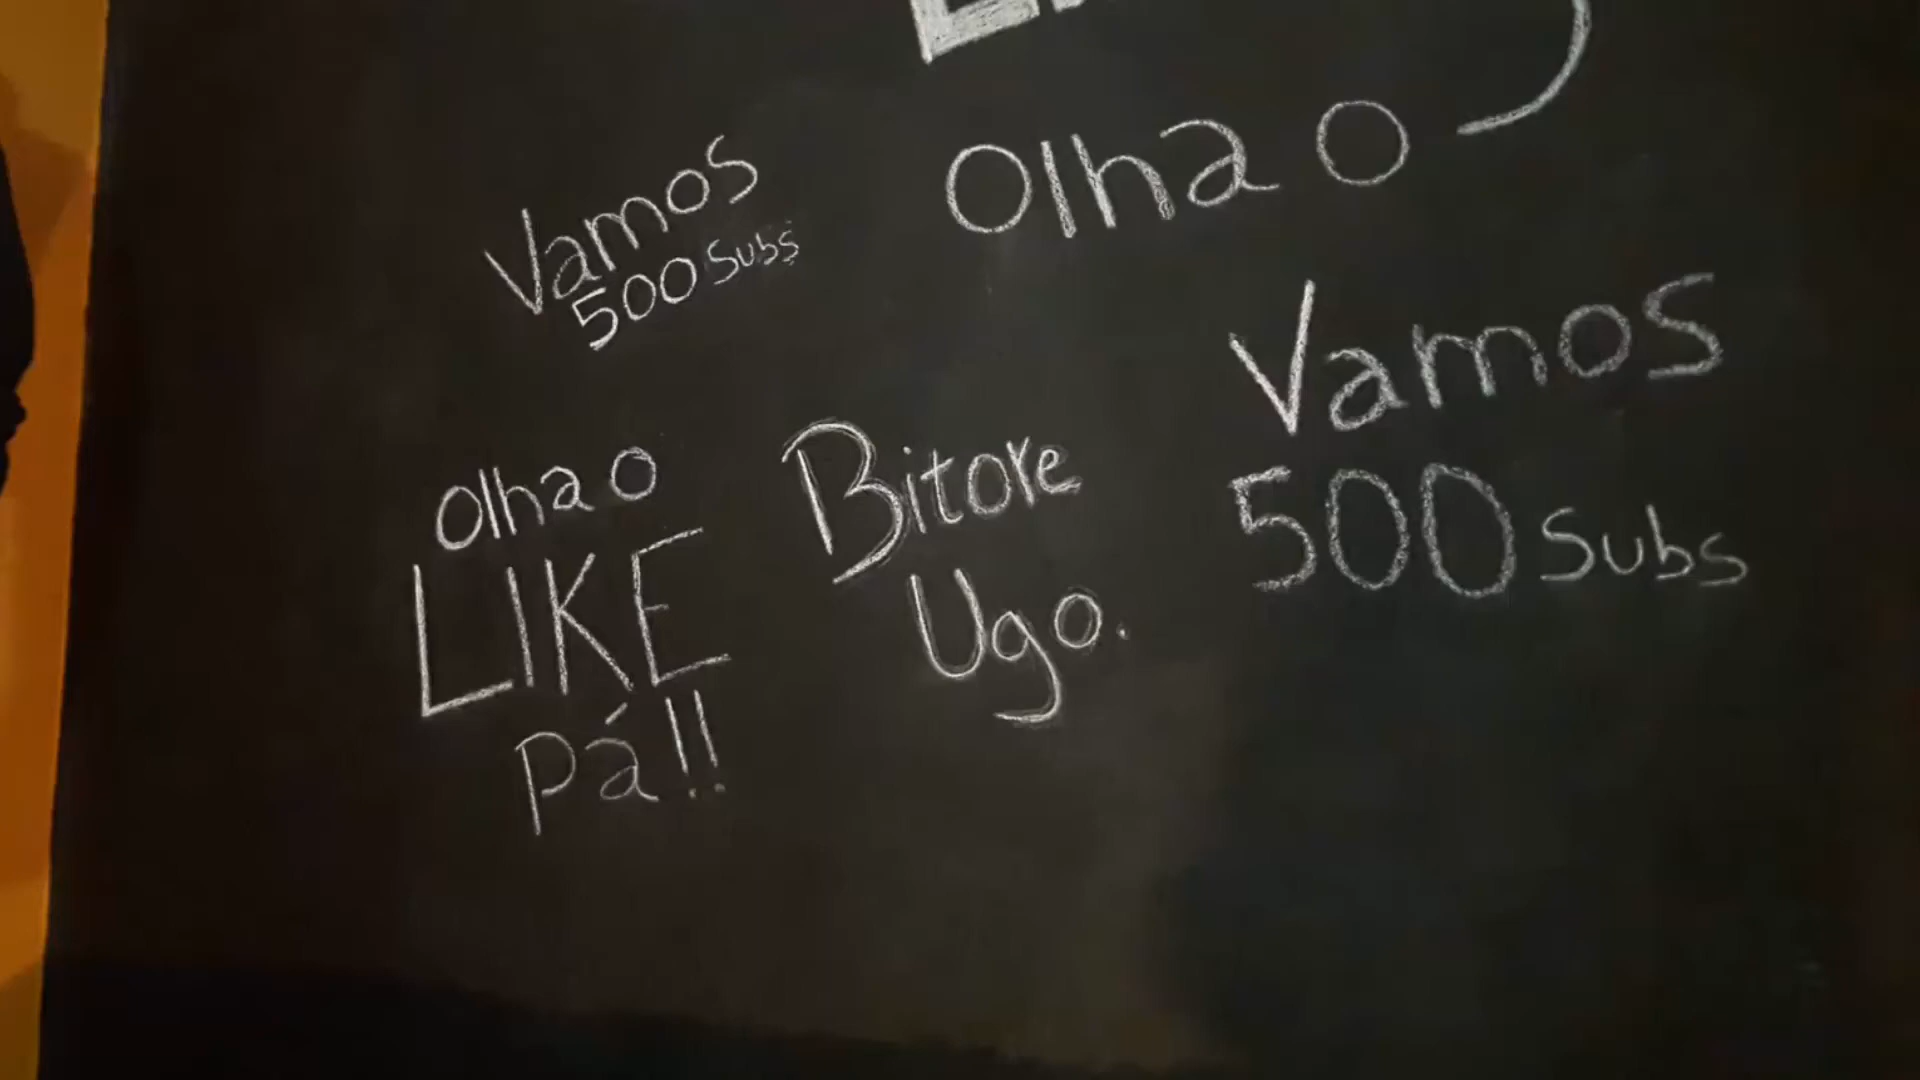 Olha o
Vamos
500 Subs
Vamos
500 Subs
Olha o
LIKE
Pá!!
Bitore
Ugo.